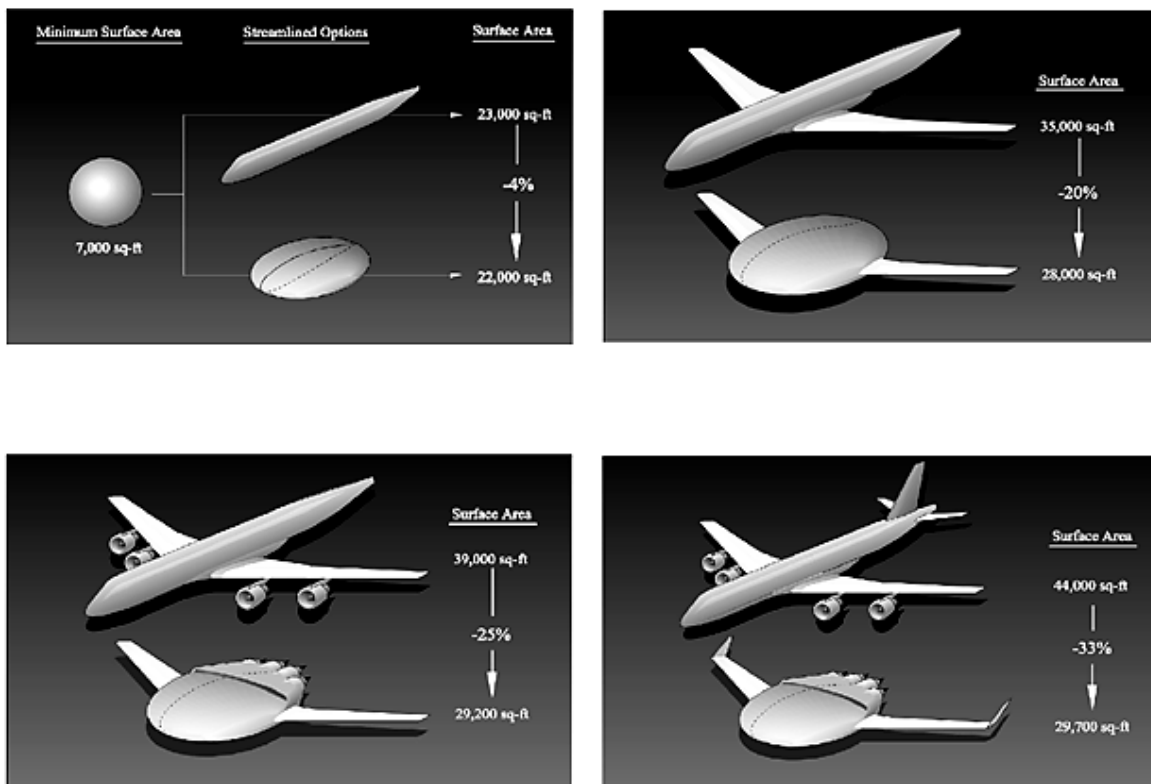 Minimum Surface Area
Streamlined Options
Surface Area
23,000 sq-ft
-4%
7,000 sq-ft
22,000 sq-ft
Surface Area
35,000 sq-ft
-20%
28,000 sq-ft
Surface Area
39,000 sq-ft
-25%
29,200 sq-ft
Surface Area
44,000 sq-ft
-33%
29,700 sq-ft